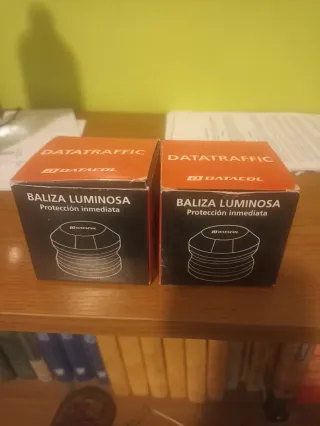 DATATRAFFIC
DATACOL
BALIZA LUMINOSA
Protección inmediata
DATATRAFFIC
DATACOL
BALIZA LUMINOSA
Protección inmediata